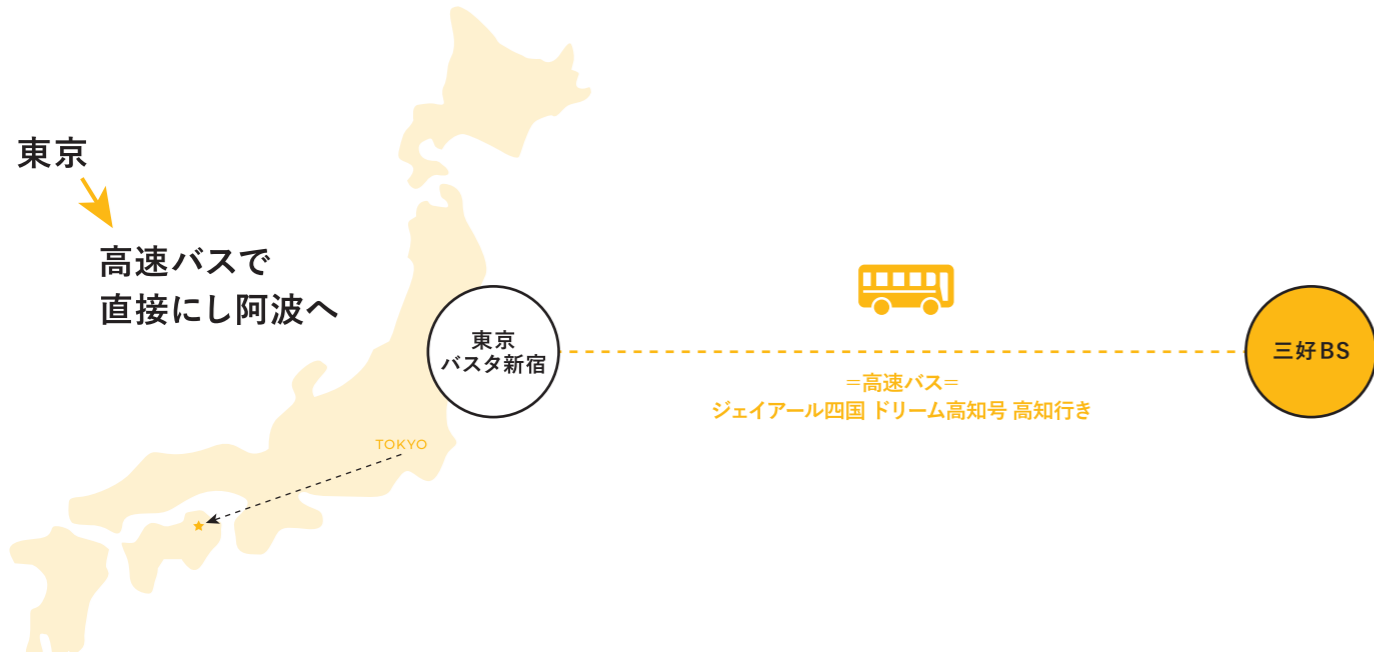 東京
高速バスで
直接にし阿波へ
東京
バスタ新宿
=高速バス=
ジェイアール四国 ドリーム高知号 高知行き
三好BS
TOKYO